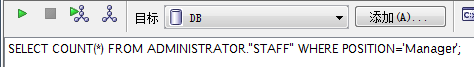 目标 DB 添加(A)...
SELECT COUNT(*) FROM ADMINISTRATOR."STAFF" WHERE POSITION='Manager';